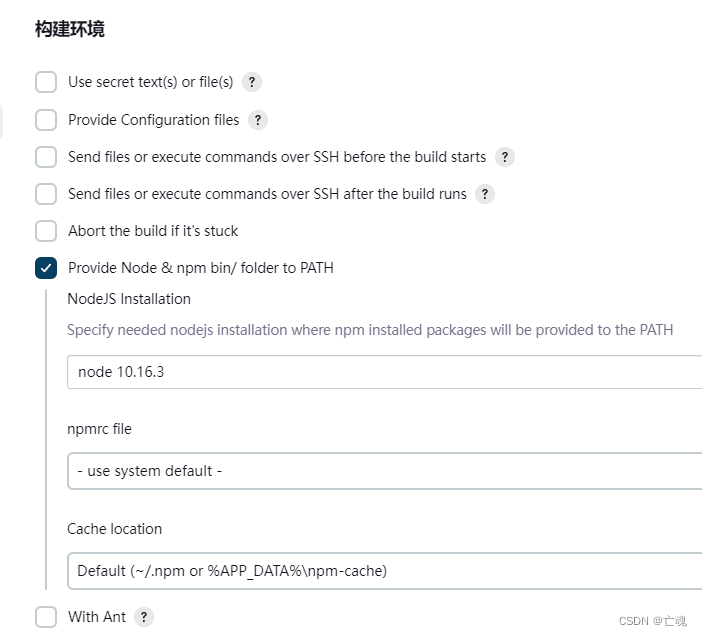 构建环境
Use secret text(s) or file(s) ?
Provide Configuration files ?
Send files or execute commands over SSH before the build starts ?
Send files or execute commands over SSH after the build runs ?
Abort the build if it's stuck
Provide Node & npm bin/ folder to PATH
NodeJS Installation
Specify needed nodejs installation where npm installed packages will be provided to the PATH
node 10.16.3
npmrc file
- use system default -
Cache location
Default (~/.npm or %APP_DATA%\npm-cache)
With Ant ?
CSDN @亡魂